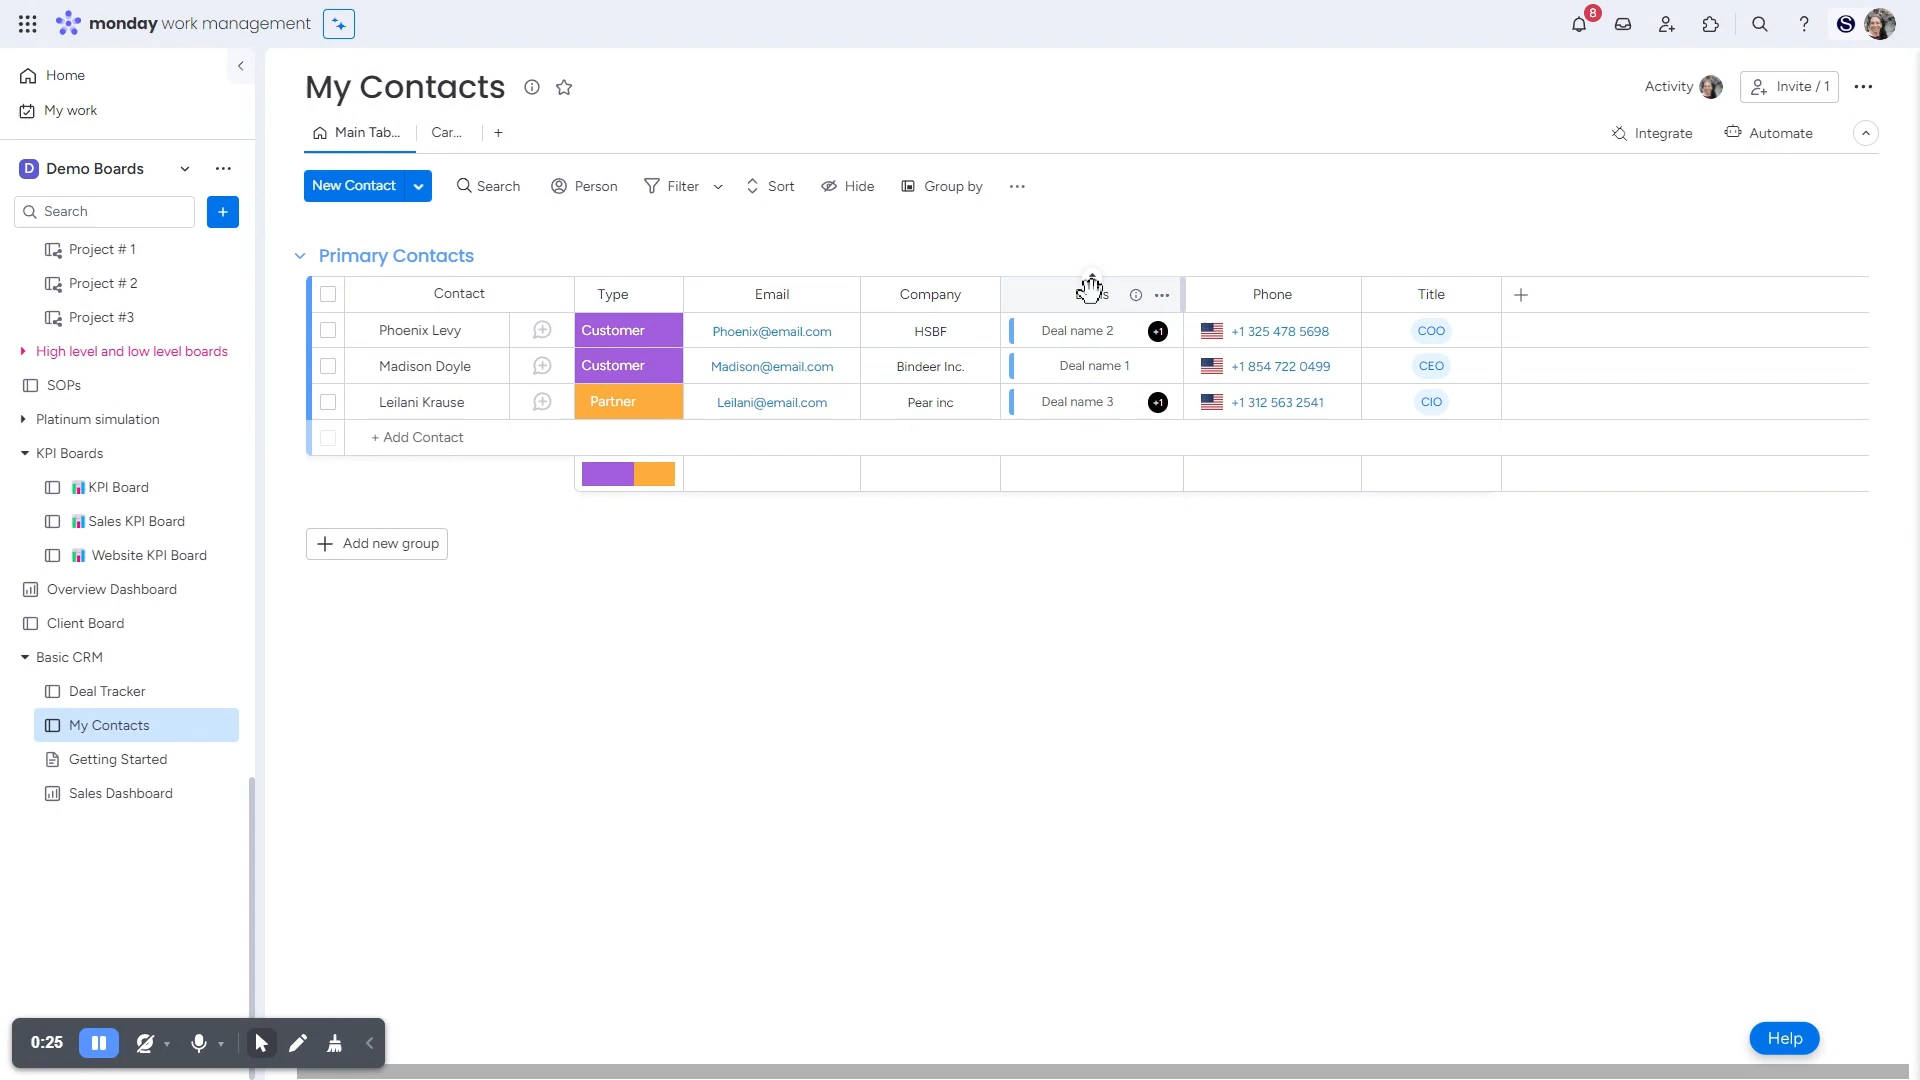 monday work management
8
Home
My work
D Demo Boards
Search
Project # 1
Project # 2
Project #3
High level and low level boards
SOPs
Platinum simulation
KPI Boards
KPI Board
Sales KPI Board
Website KPI Board
Overview Dashboard
Client Board
Basic CRM
Deal Tracker
My Contacts
Getting Started
Sales Dashboard
0:25
My Contacts
Activity
Invite / 1
Main Tab...
Car...
Integrate
Automate
New Contact
Search
Person
Filter
Sort
Hide
Group by
Primary Contacts
Contact Type Email Company Phone Title
Phoenix Levy Customer Phoenix@email.com HSBF Deal name 2 +1 +1 325 478 5698 COO
Madison Doyle Customer Madison@email.com Bindeer Inc. Deal name 1 +1 854 722 0499 CEO
Leilani Krause Partner Leilani@email.com Pear inc Deal name 3 +1 +1 312 563 2541 CIO
+ Add Contact
Add new group
Help